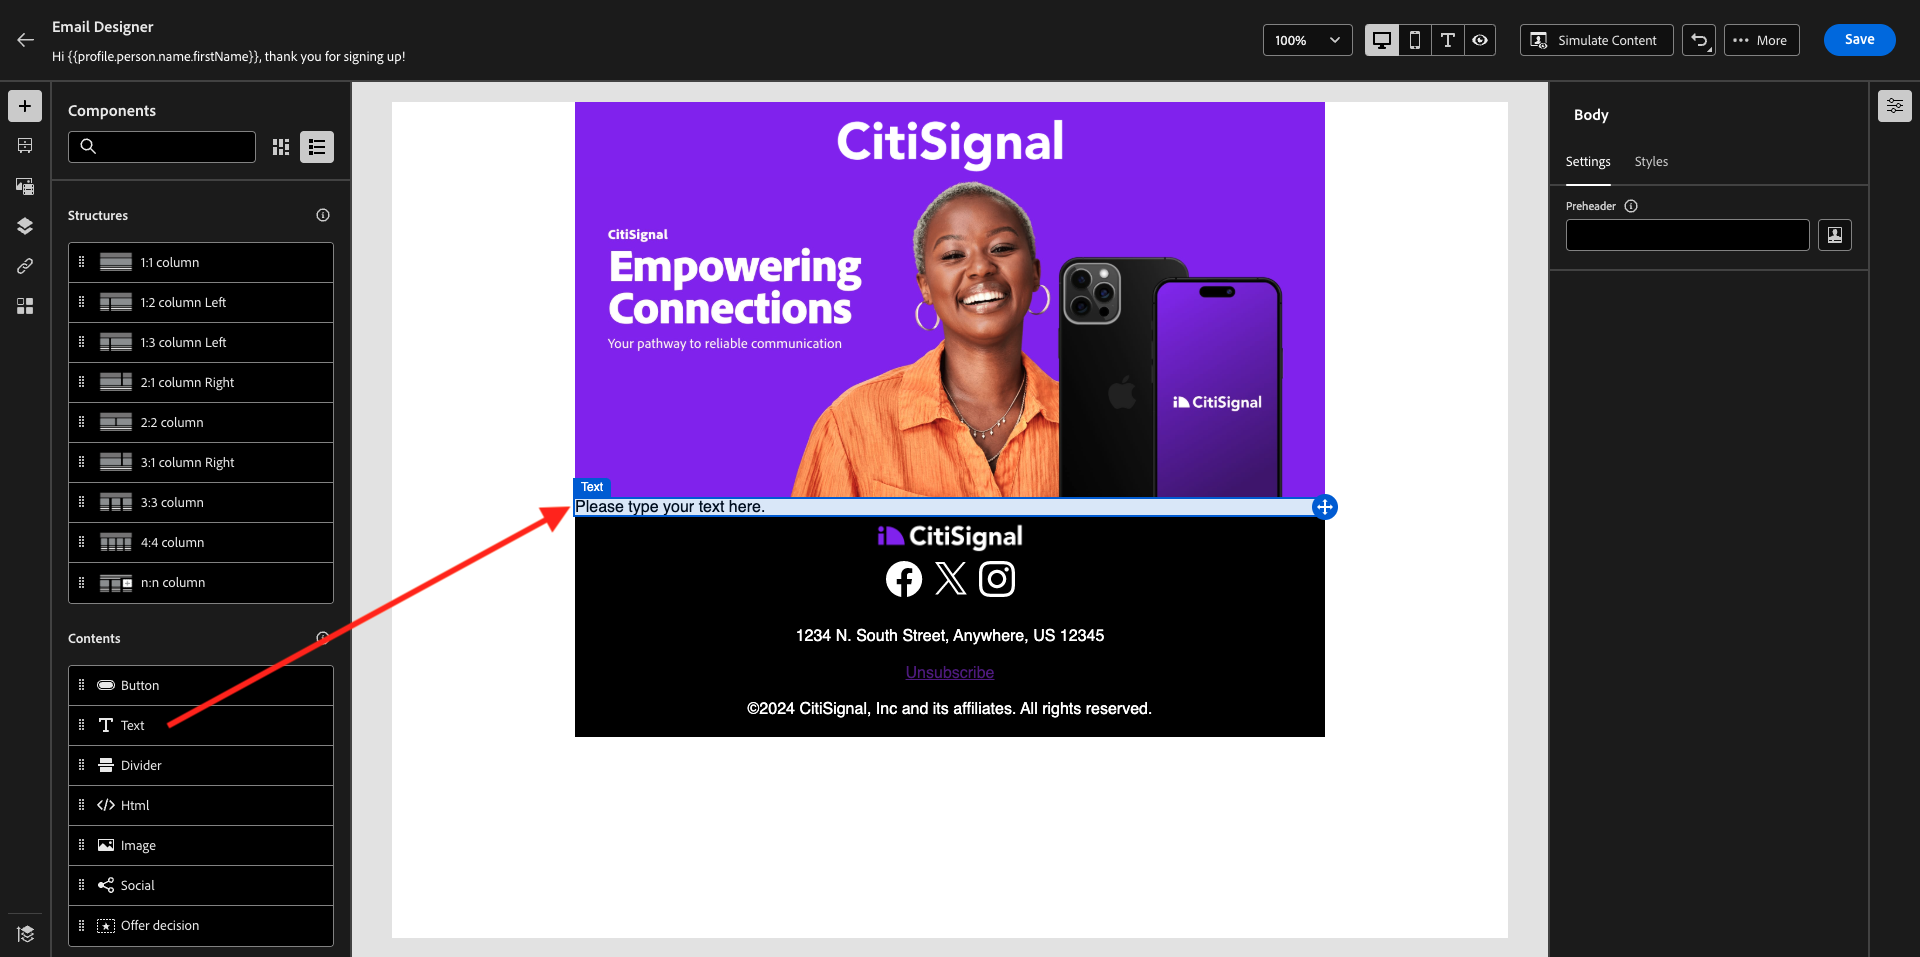 Email Designer
Hi {{profile.person.name.firstName}}, thank you for signing up!
100%
Simulate Content
More
Save
Components
Structures
1:1 column
1:2 column Left
1:3 column Left
2:1 column Right
2:2 column
3:1 column Right
3:3 column
4:4 column
n:n column
Contents
Button
Text
Divider
Html
Image
Social
Offer decision
CitiSignal
CitiSignal
Empowering
Connections
Your pathway to reliable communication
CitiSignal
Text
Please type your text here.
CitiSignal
1234 N. South Street, Anywhere, US 12345
Unsubscribe
©2024 CitiSignal, Inc and its affiliates. All rights reserved.
Body
Settings
Styles
Preheader